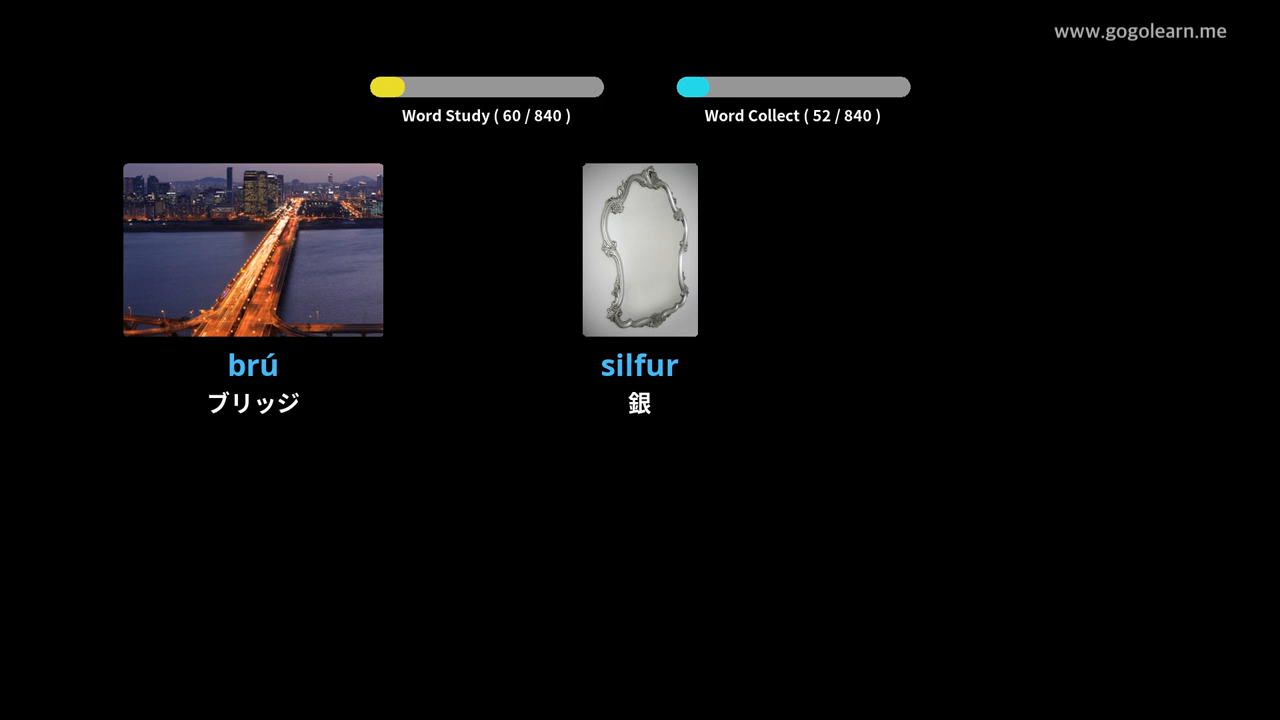 www.gogolearn.me
Word Study ( 60 / 840 )
Word Collect ( 52 / 840 )
brú
ブリッジ
silfur
銀